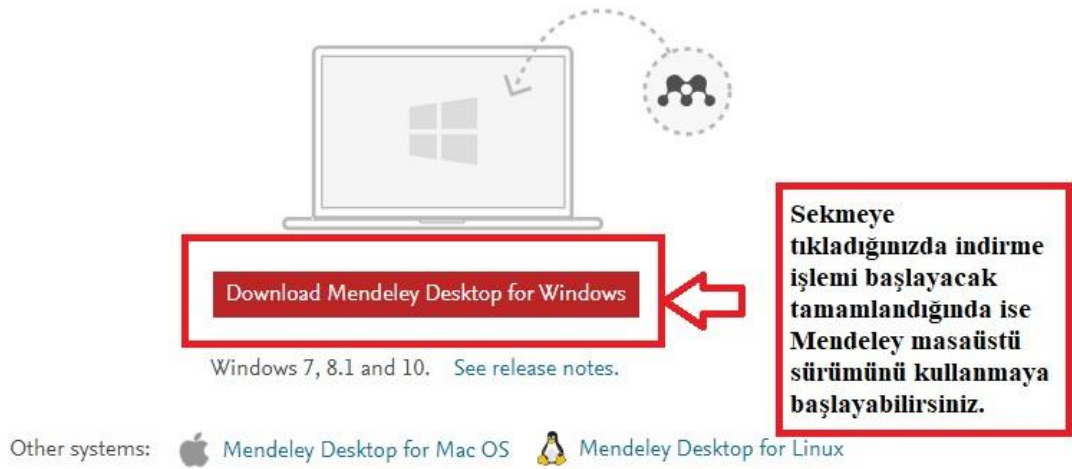 Download Mendeley Desktop for Windows
Windows 7, 8.1 and 10. See release notes.
Sekmeye
tıkladığınızda indirme
işlemi başlayacak
tamamlandığında ise
Mendeley masaüstü
sürümünü kullanmaya
başlayabilirsiniz.
Other systems: Mendeley Desktop for Mac OS Mendeley Desktop for Linux